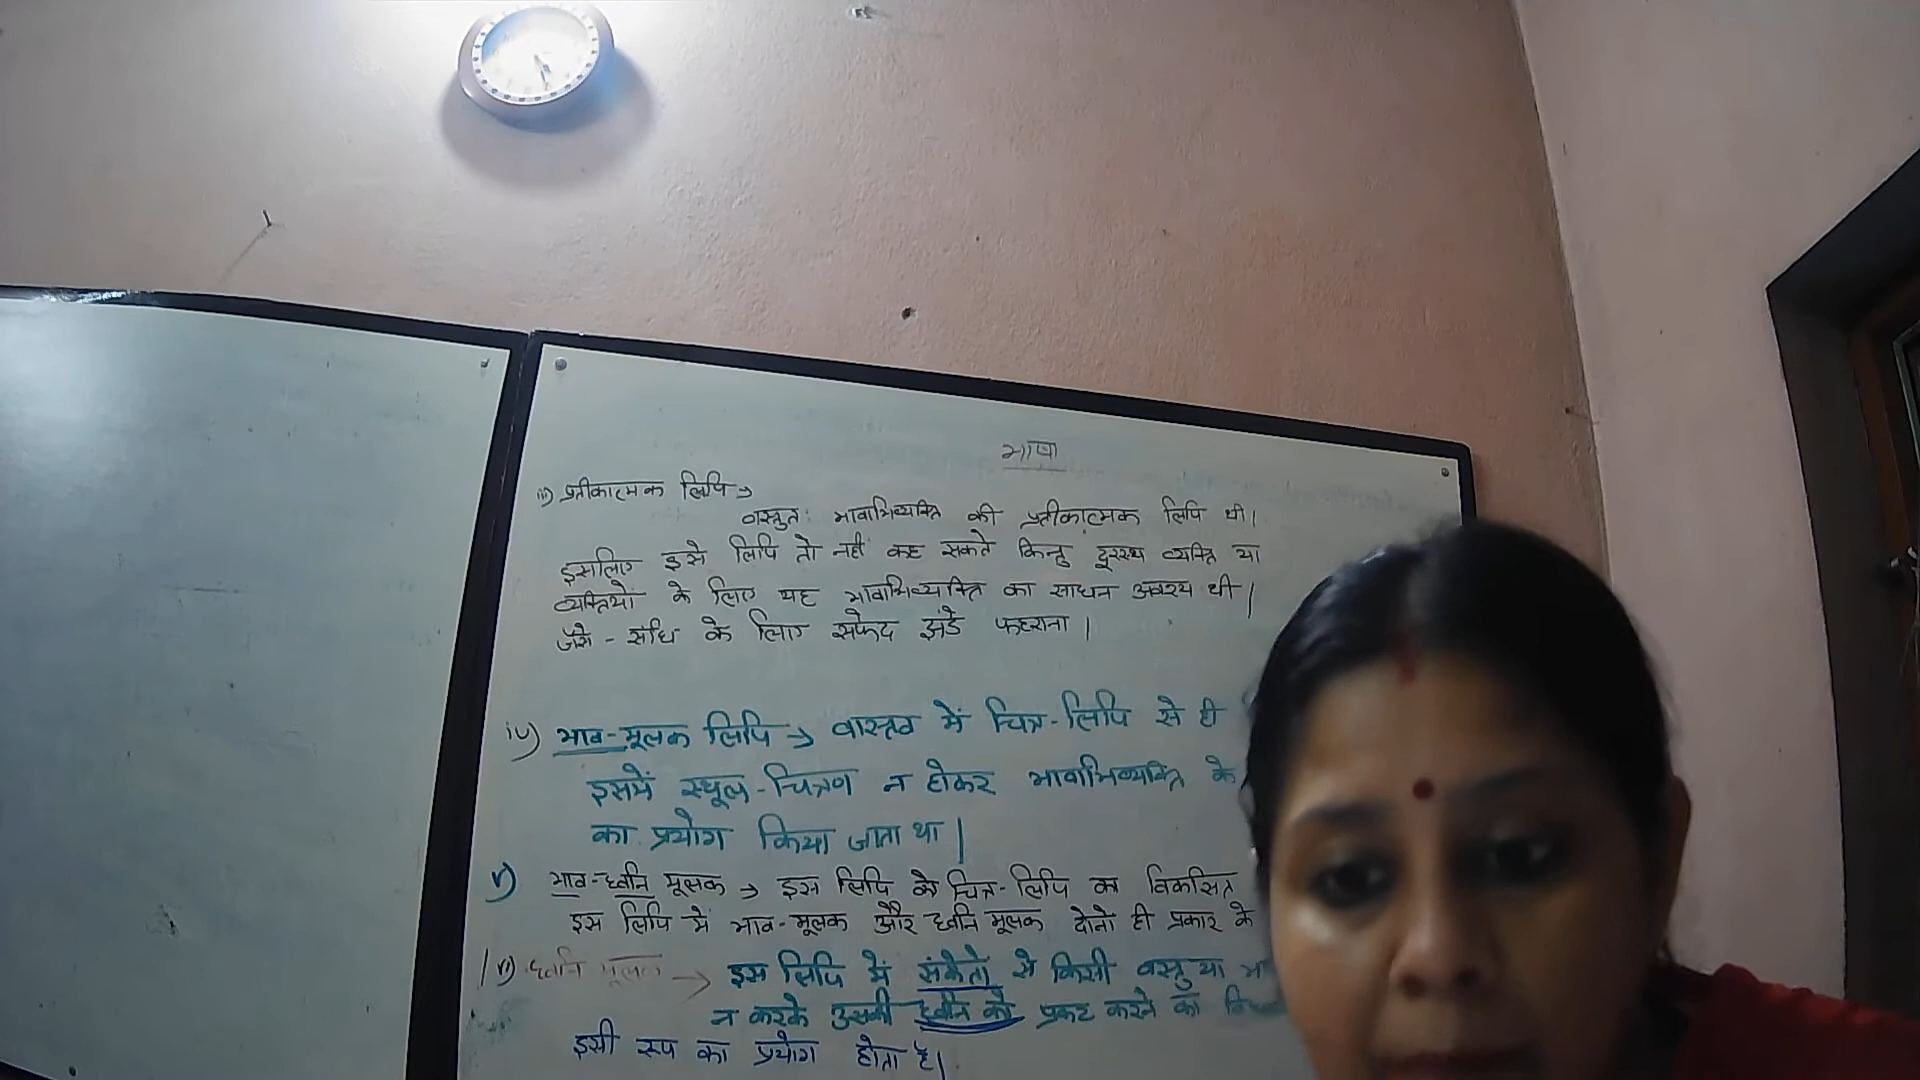 भाषा
iii) प्रतीकात्मक लिपि →
वस्तुतः भावाभिव्यक्ति की प्रतीकात्मक लिपि थी।
इसलिए इसे लिपि तो नहीं कह सकते किन्तु दूरस्थ व्यक्ति या
व्यक्तियों के लिए यह भावाभिव्यक्ति का साधन अवश्य थी।
जैसे - संधि के लिए सफेद झंडे फहराना।
iv) भाव-मूलक लिपि → वास्तव में चित्र-लिपि से ही
इसमें स्थूल-चित्रण न होकर भावाभिव्यक्ति के
का प्रयोग किया जाता था।
v) भाव-ध्वनि मूलक → इस लिपि को चित्र-लिपि का विकसित
इस लिपि में भाव-मूलक और ध्वनि मूलक दोनो ही प्रकार के
vi) ध्वनि मूलक → इस लिपि में संकेतो से किसी वस्तु या
न करके उसकी ध्वनि को प्रकट करने का
इसी रूप का प्रयोग होता है।